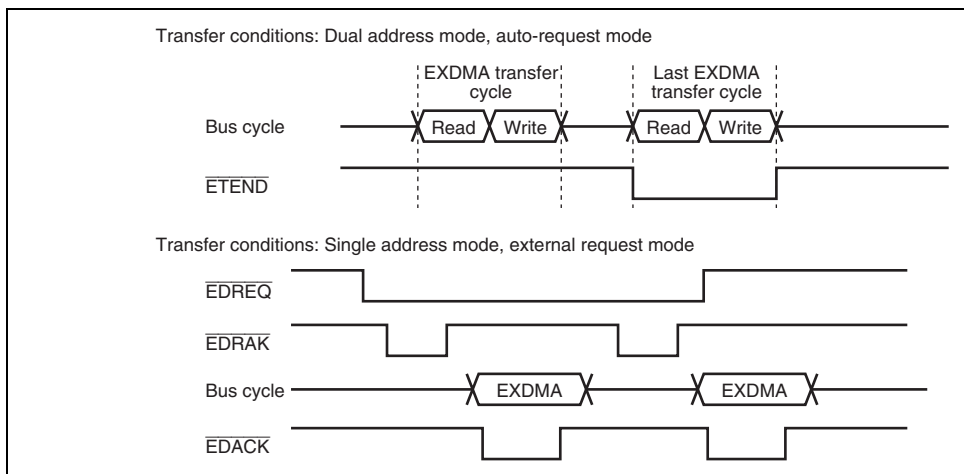 Transfer conditions: Dual address mode, auto-request mode
EXDMA transfer
cycle
Last EXDMA
transfer cycle
Bus cycle
Read
Write
Read
Write
ETEND
Transfer conditions: Single address mode, external request mode
EDREQ
EDRAK
Bus cycle
EXDMA
EXDMA
EDACK